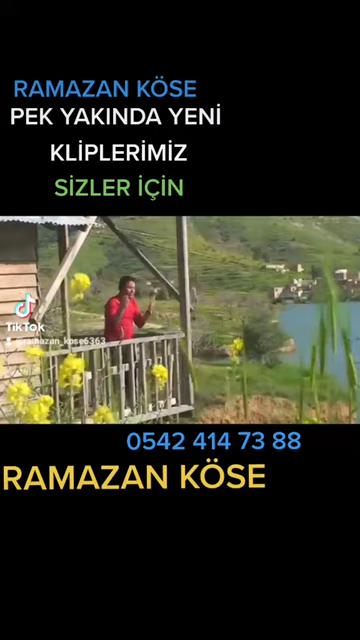 RAMAZAN KÖSE
PEK YAKINDA YENİ
KLİPLERİMİZ
SİZLER İÇİN
TikTok
@ramazan_kose6363
0542 414 73 88
RAMAZAN KÖSE